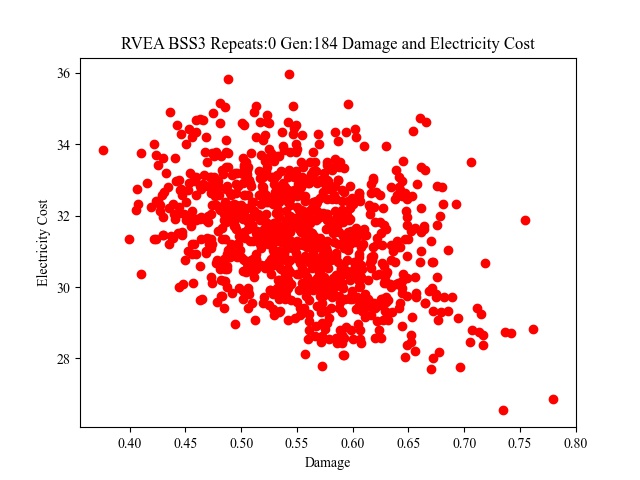 RVEA BSS3 Repeats:0 Gen:184 Damage and Electricity Cost
36
34
32
30
28
Electricity Cost
0.40 0.45 0.50 0.55 0.60 0.65 0.70 0.75 0.80
Damage